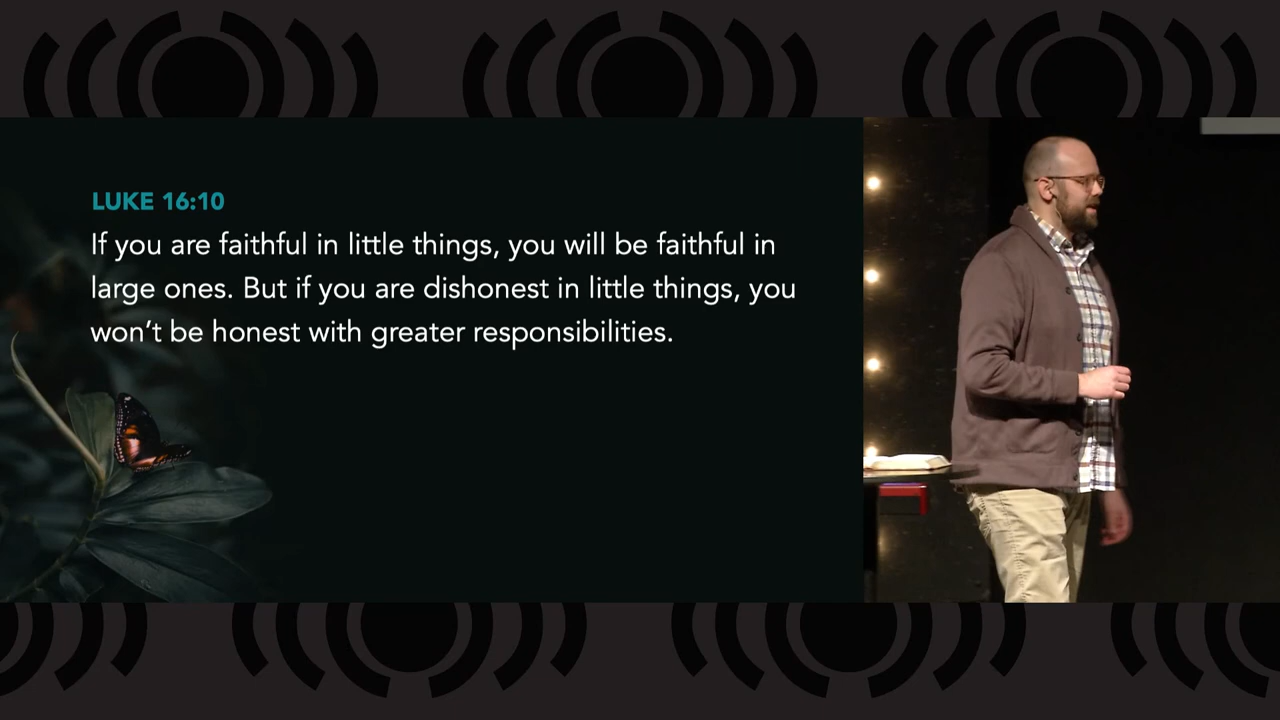 LUKE 16:10
If you are faithful in little things, you will be faithful in
large ones. But if you are dishonest in little things, you
won’t be honest with greater responsibilities.